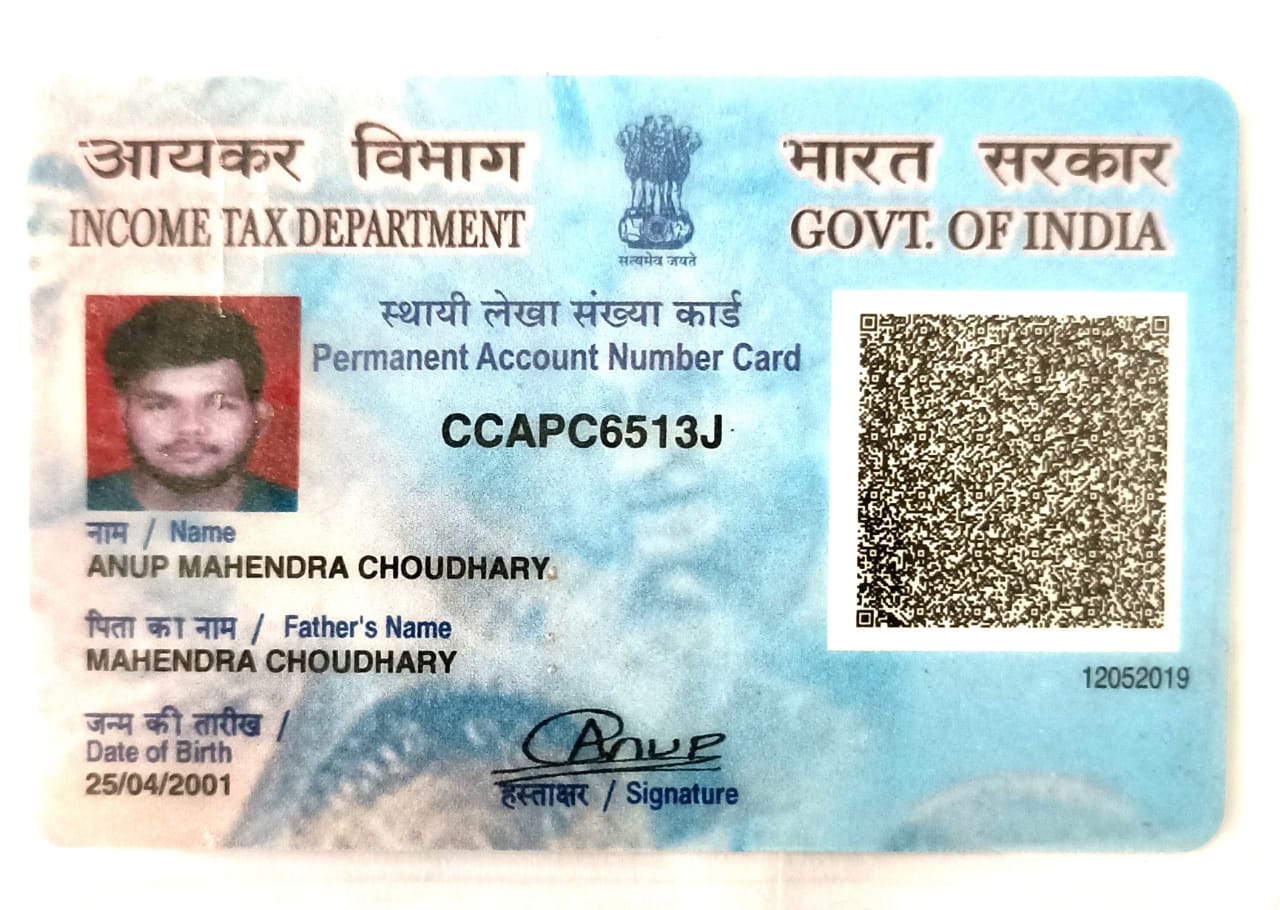 आयकर विभाग
INCOME TAX DEPARTMENT
सत्यमेव जयते
भारत सरकार
GOVT. OF INDIA
स्थायी लेखा संख्या कार्ड
Permanent Account Number Card
CCAPC6513J
नाम / Name
ANUP MAHENDRA CHOUDHARY
पिता का नाम / Father's Name
MAHENDRA CHOUDHARY
12052019
जन्म की तारीख /
Date of Birth
25/04/2001
Anup
हस्ताक्षर / Signature